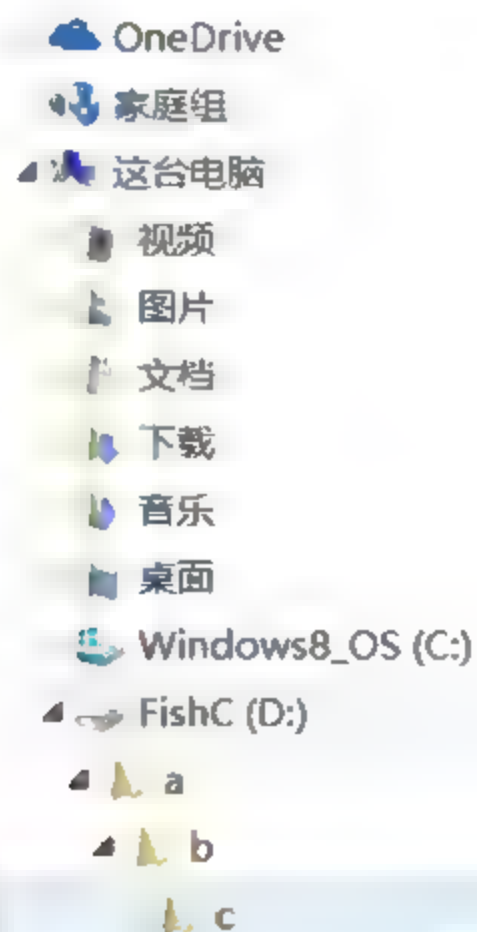 OneDrive
家庭组
这台电脑
视频
图片
文档
下载
音乐
桌面
Windows8_OS (C:)
FishC (D:)
a
b
c